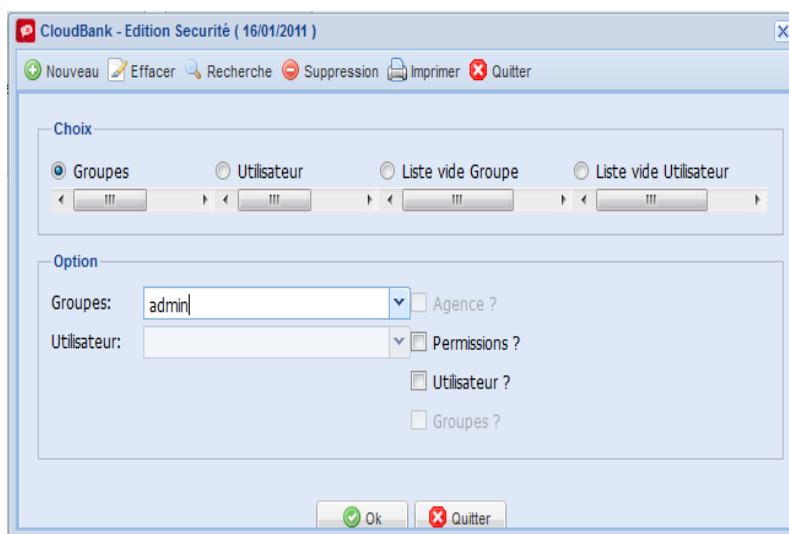 CloudBank - Edition Securité ( 16/01/2011 )
Nouveau Effacer Recherche Suppression Imprimer Quitter
Choix
Groupes Utilisateur Liste vide Groupe Liste vide Utilisateur
Option
Groupes: admin Agence ?
Utilisateur: Permissions ?
Utilisateur ?
Groupes ?
Ok Quitter